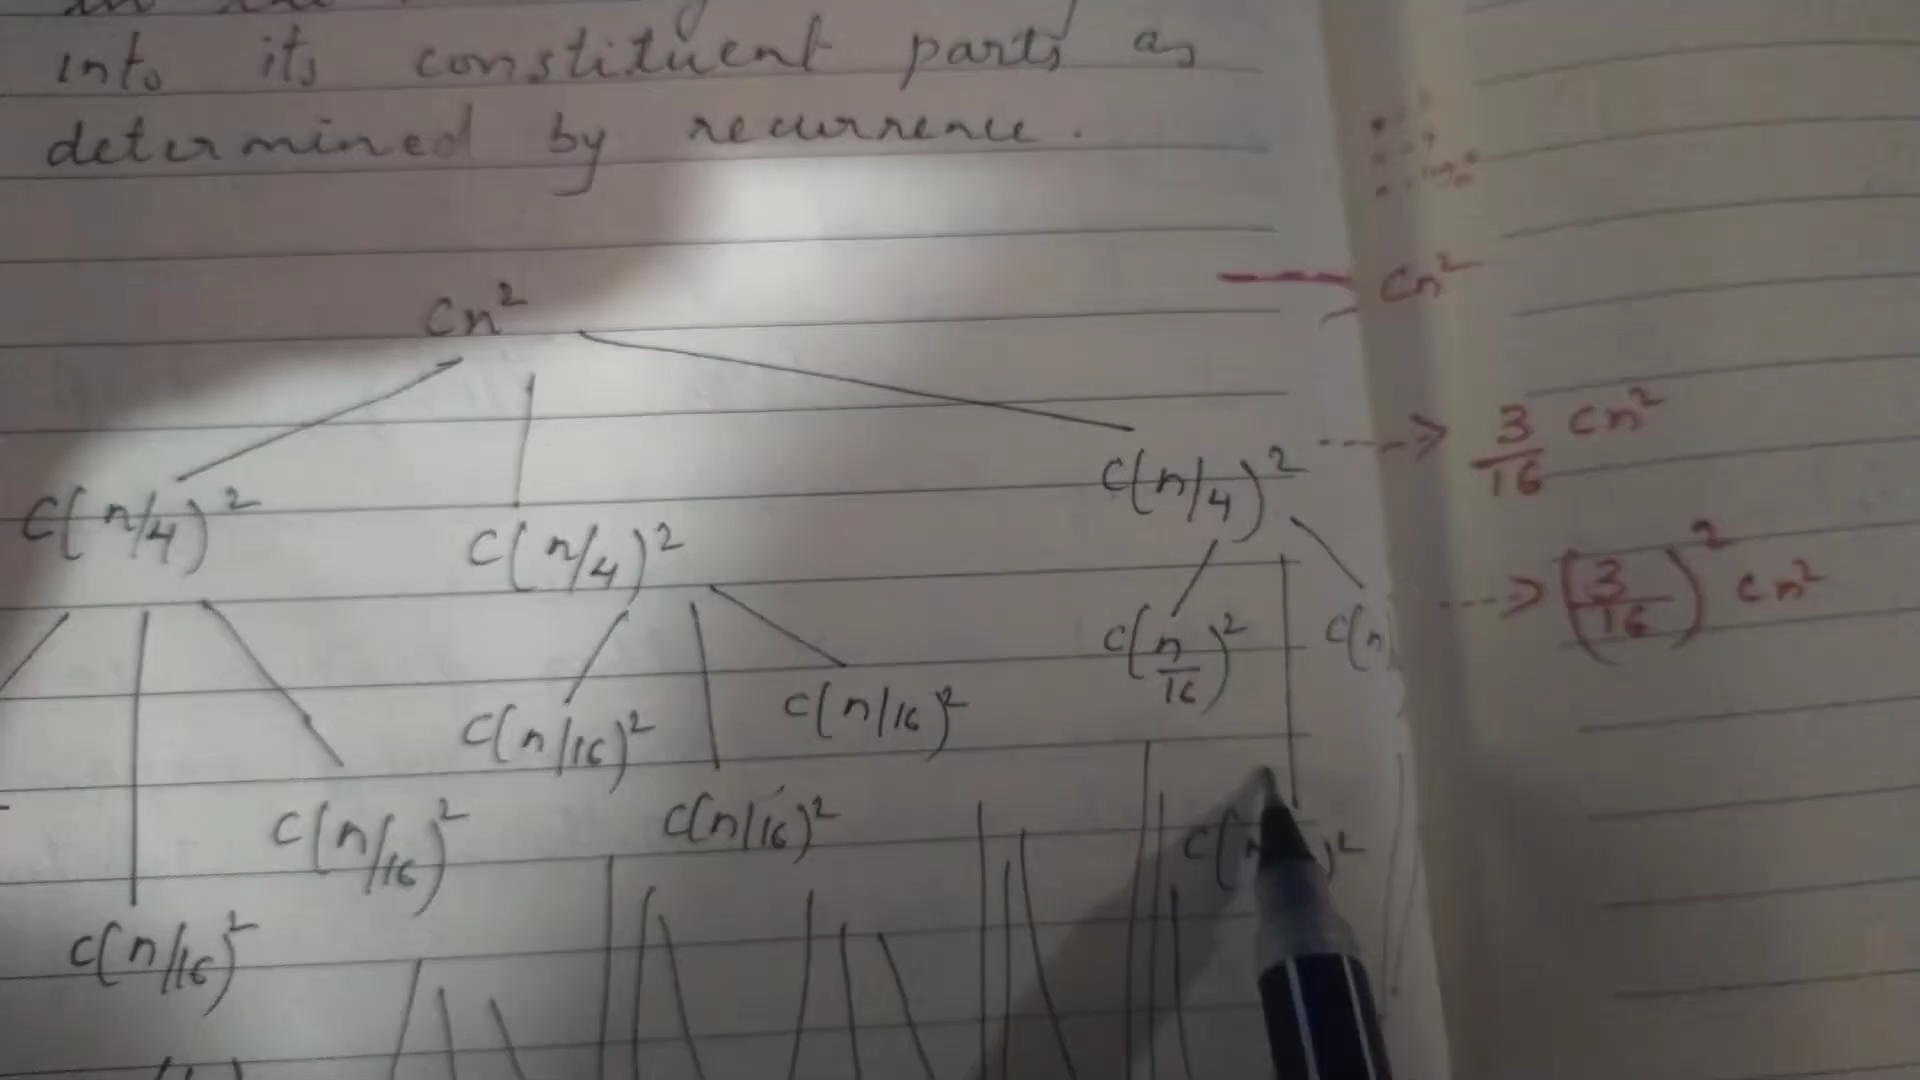 into its constituent parts as
determined by recurrence.
cn²
cn²
c(n/4)² c(n/4)² c(n/4)²
3/16 cn²
(3/16)² cn²
c(n/16)² c(n
c(n/16)² c(n/16)²
c(n/16)² c(n/16)² )²
c(n/16)²